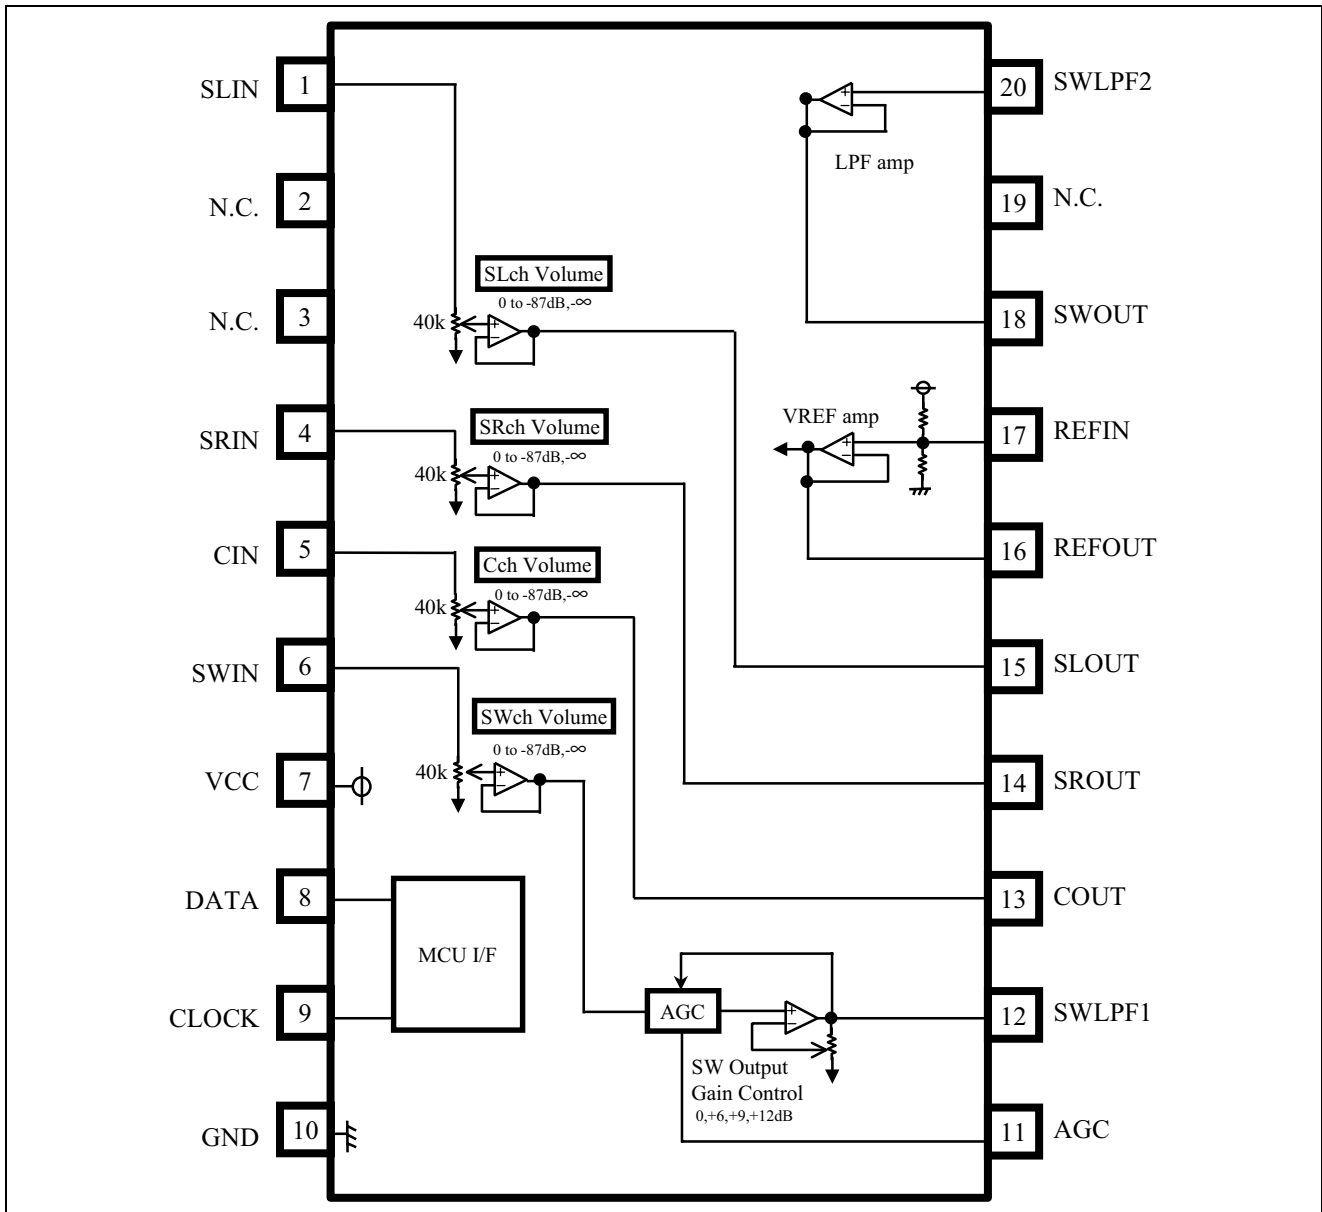 SLIN 1
N.C. 2
N.C. 3
SRIN 4
CIN 5
SWIN 6
VCC 7
DATA 8
CLOCK 9
GND 10
SLch Volume
0 to -87dB,-∞
40k
+
−
SRch Volume
0 to -87dB,-∞
40k
+
−
Cch Volume
0 to -87dB,-∞
40k
+
−
SWch Volume
0 to -87dB,-∞
40k
+
−
MCU I/F
AGC
+
−
SW Output
Gain Control
0,+6,+9,+12dB
+
−
LPF amp
VREF amp
+
−
20 SWLPF2
19 N.C.
18 SWOUT
17 REFIN
16 REFOUT
15 SLOUT
14 SROUT
13 COUT
12 SWLPF1
11 AGC